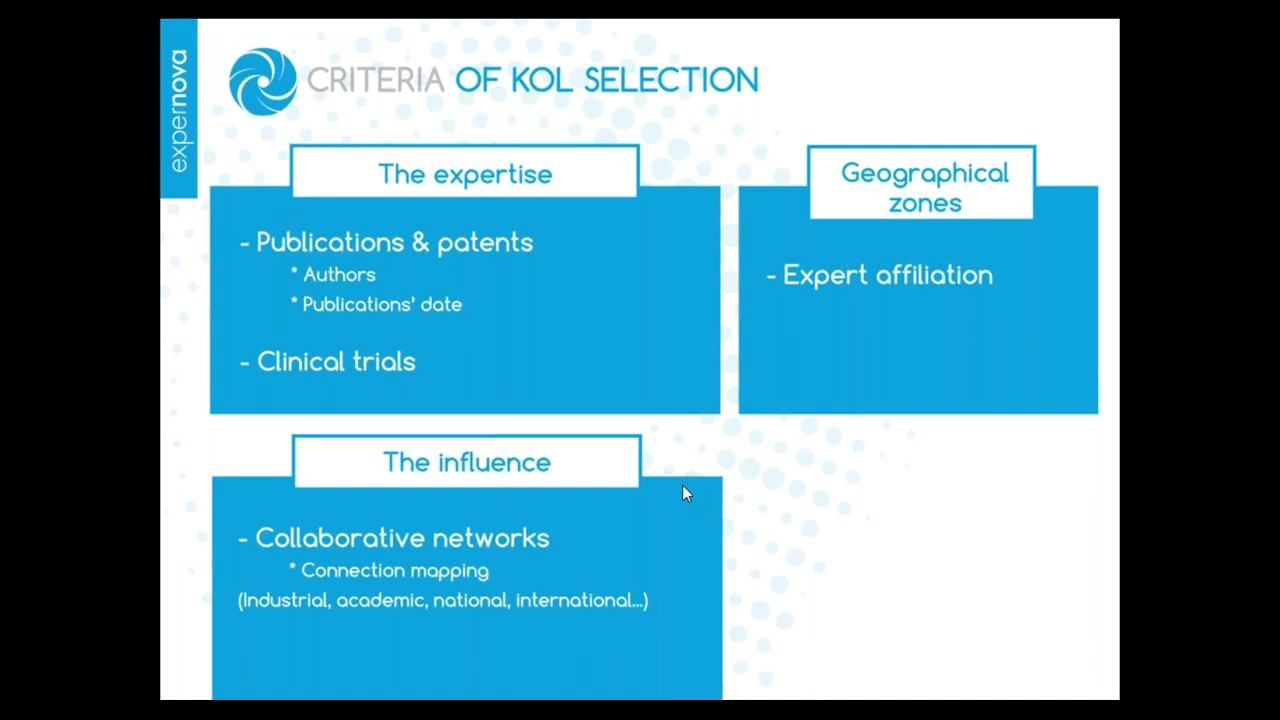 expernova
CRITERIA OF KOL SELECTION
The expertise
- Publications & patents
* Authors
* Publications' date
- Clinical trials
Geographical
zones
- Expert affiliation
The influence
- Collaborative networks
* Connection mapping
(Industrial, academic, national, international...)